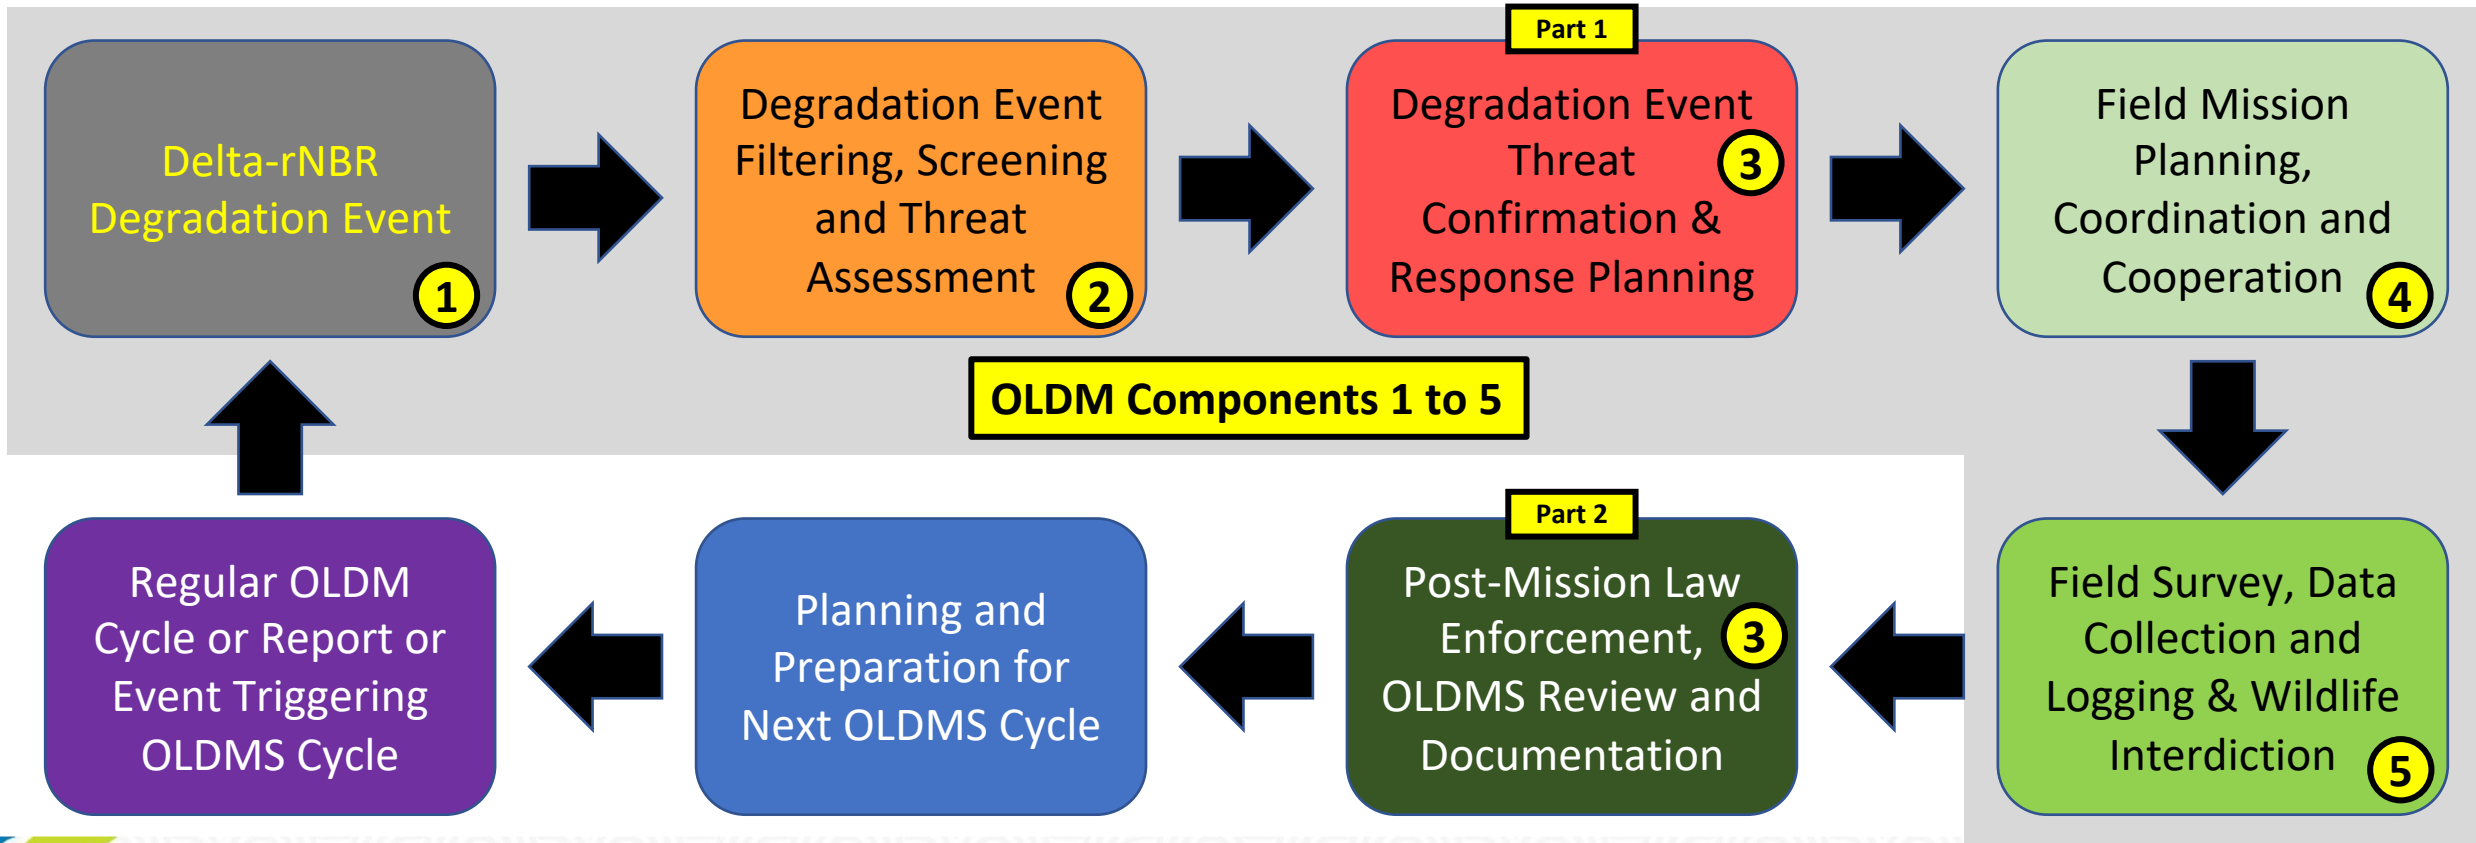 Delta-rNBR
Degradation Event
1
Degradation Event
Filtering, Screening
and Threat
Assessment
2
Part 1
Degradation Event
Threat
3
Confirmation &
Response Planning
Field Mission
Planning,
Coordination and
Cooperation
4
OLDM Components 1 to 5
Field Survey, Data
Collection and
Logging & Wildlife
Interdiction
5
Part 2
Post-Mission Law
Enforcement,
3
OLDMS Review and
Documentation
Planning and
Preparation for
Next OLDMS Cycle
Regular OLDM
Cycle or Report or
Event Triggering
OLDMS Cycle